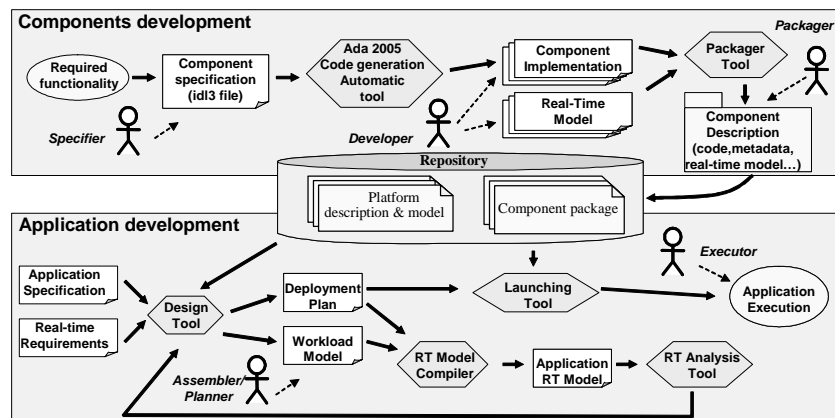 Components development
Required
functionality
Component
specification
(idl3 file)
Ada 2005
Code generation
Automatic
tool
Component
Implementation
Real-Time
Model
Packager
Tool
Packager
Specifier
Developer
Component
Description
(code,metadata,
real-time model…)
Repository
Platform
description & model
Component package
Application development
Application
Specification
Real-time
Requirements
Design
Tool
Deployment
Plan
Workload
Model
Assembler/
Planner
Launching
Tool
Executor
Application
Execution
RT Model
Compiler
Application
RT Model
RT Analysis
Tool